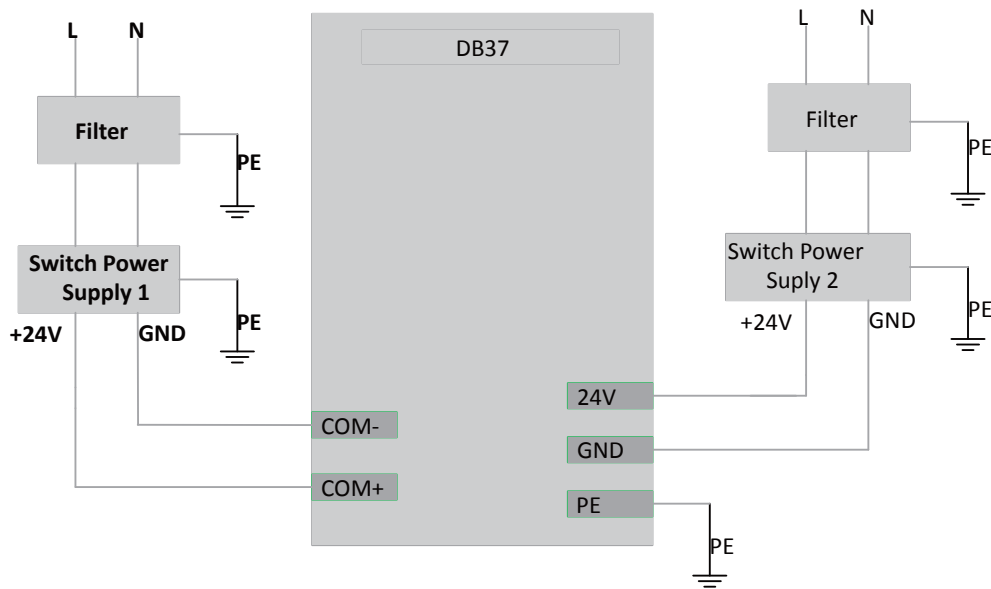 L N
Filter
PE
Switch Power
Supply 1
PE
+24V GND
DB37
COM-
COM+
24V
GND
PE
PE
L N
Filter
PE
Switch Power
Suply 2
PE
+24V GND